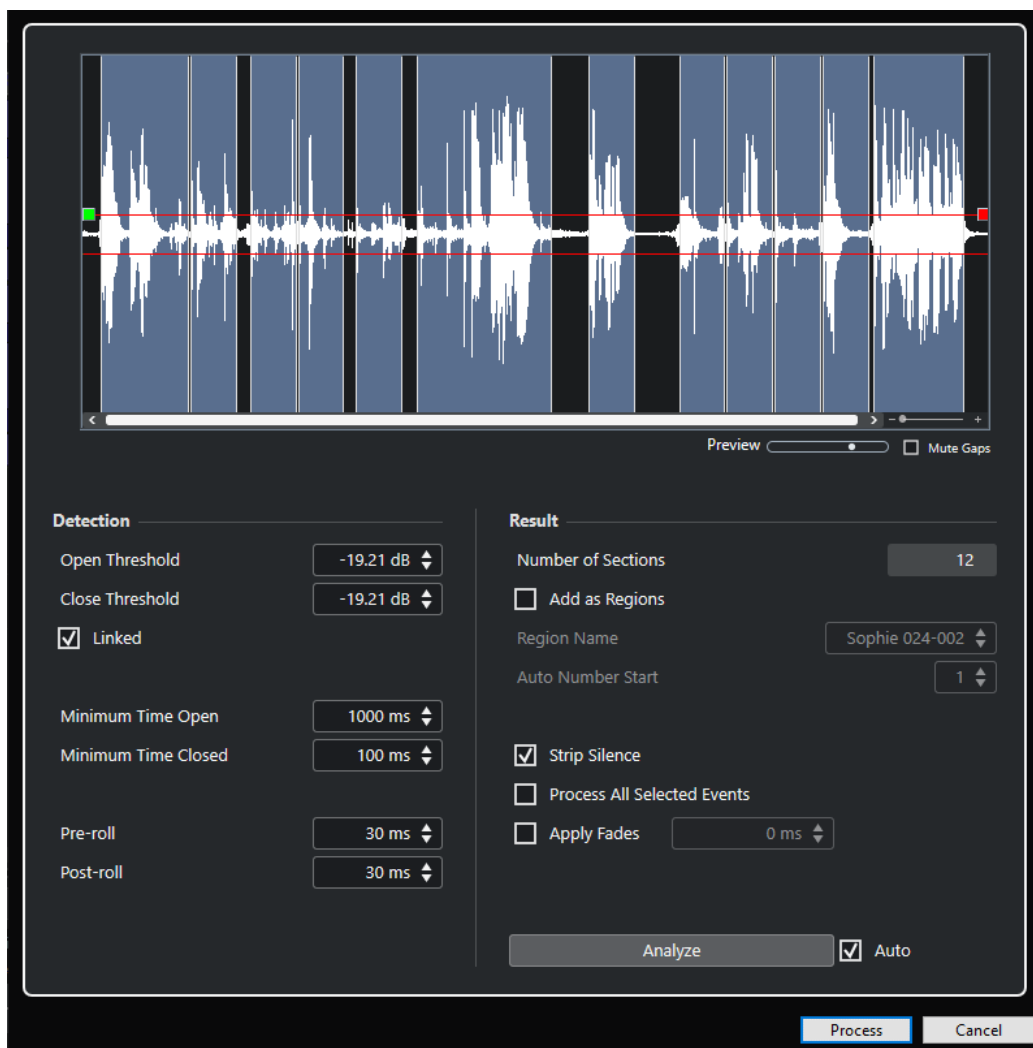 Preview Mute Gaps
Detection
Open Threshold -19.21 dB
Close Threshold -19.21 dB
Linked
Minimum Time Open 1000 ms
Minimum Time Closed 100 ms
Pre-roll 30 ms
Post-roll 30 ms
Result
Number of Sections 12
Add as Regions
Region Name Sophie 024-002
Auto Number Start 1
Strip Silence
Process All Selected Events
Apply Fades 0 ms
Analyze Auto
Process Cancel